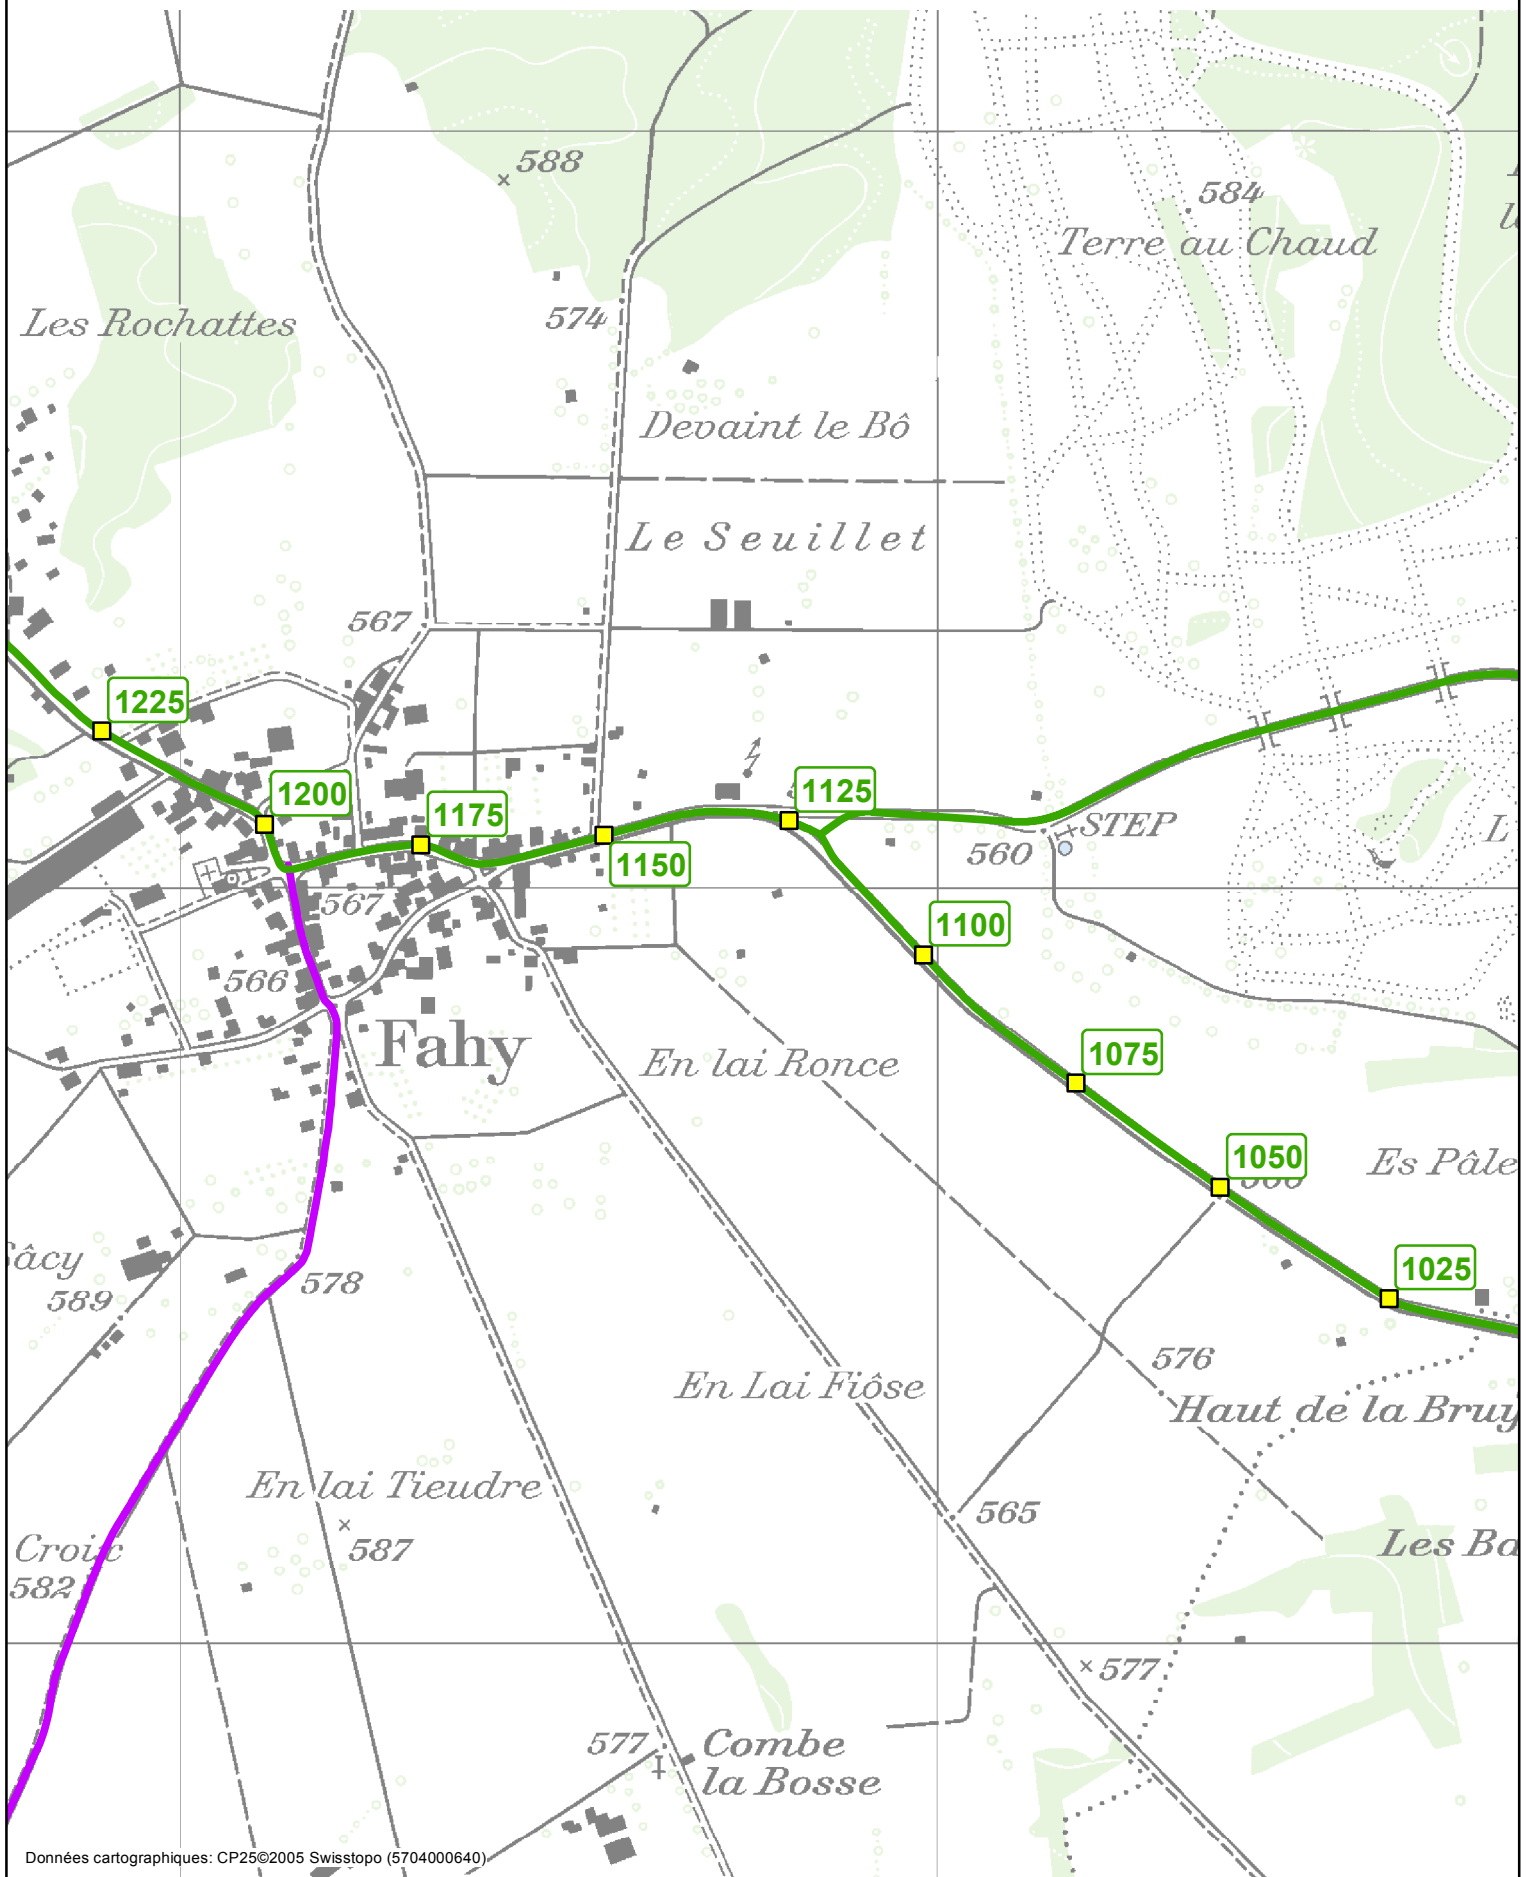 588
584
Terre au Chaud
Les Rochattes
574
Devaint le Bô
Le Seuillet
567
1225
1200
1175
1150
1125
STEP
560
567
1100
566
Fahy
En lai Ronce
1075
1050
Es Pâle
1025
578
589
576
En Lai Fiôse
Haut de la Bruy
En lai Tieudre
565
587
Croix
582
Les Ba
577
577
Combe
la Bosse
Données cartographiques: CP25©2005 Swisstopo (5704000640)